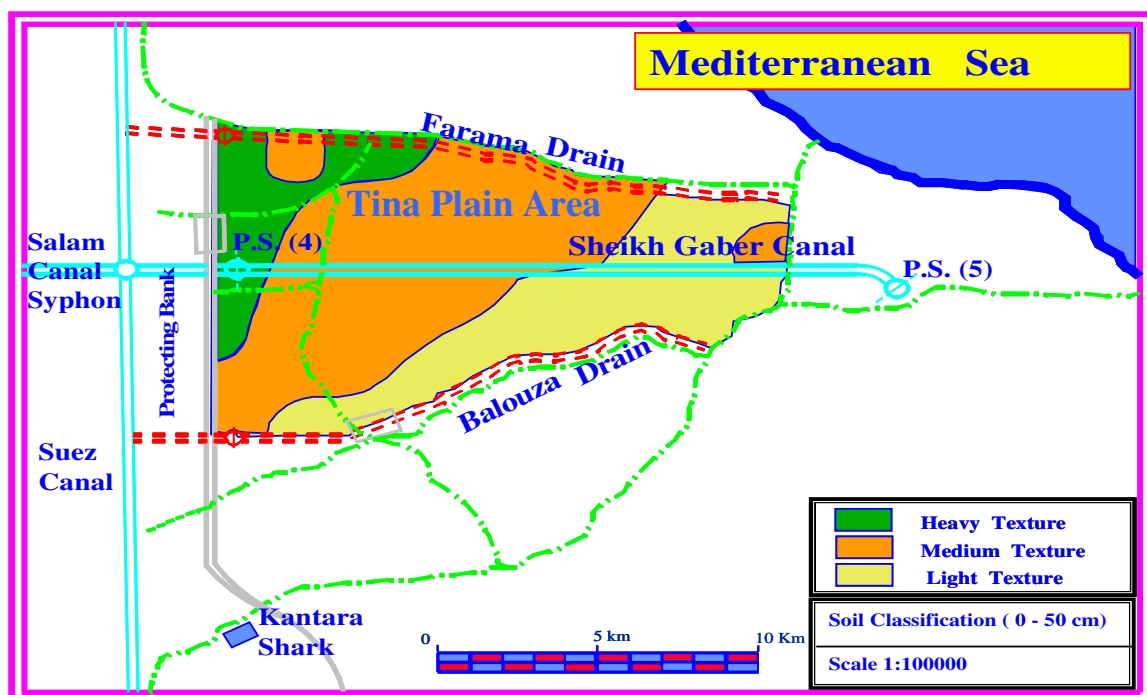 Mediterranean Sea
Farama Drain
Tina Plain Area
P.S. (4)
Sheikh Gaber Canal
P.S. (5)
Salam
Canal
Syphon
Protecting Bank
Balouza Drain
Suez
Canal
Kantara
Shark
0
5 km
10 Km
Heavy Texture
Medium Texture
Light Texture
Soil Classification ( 0 - 50 cm)
Scale 1:100000